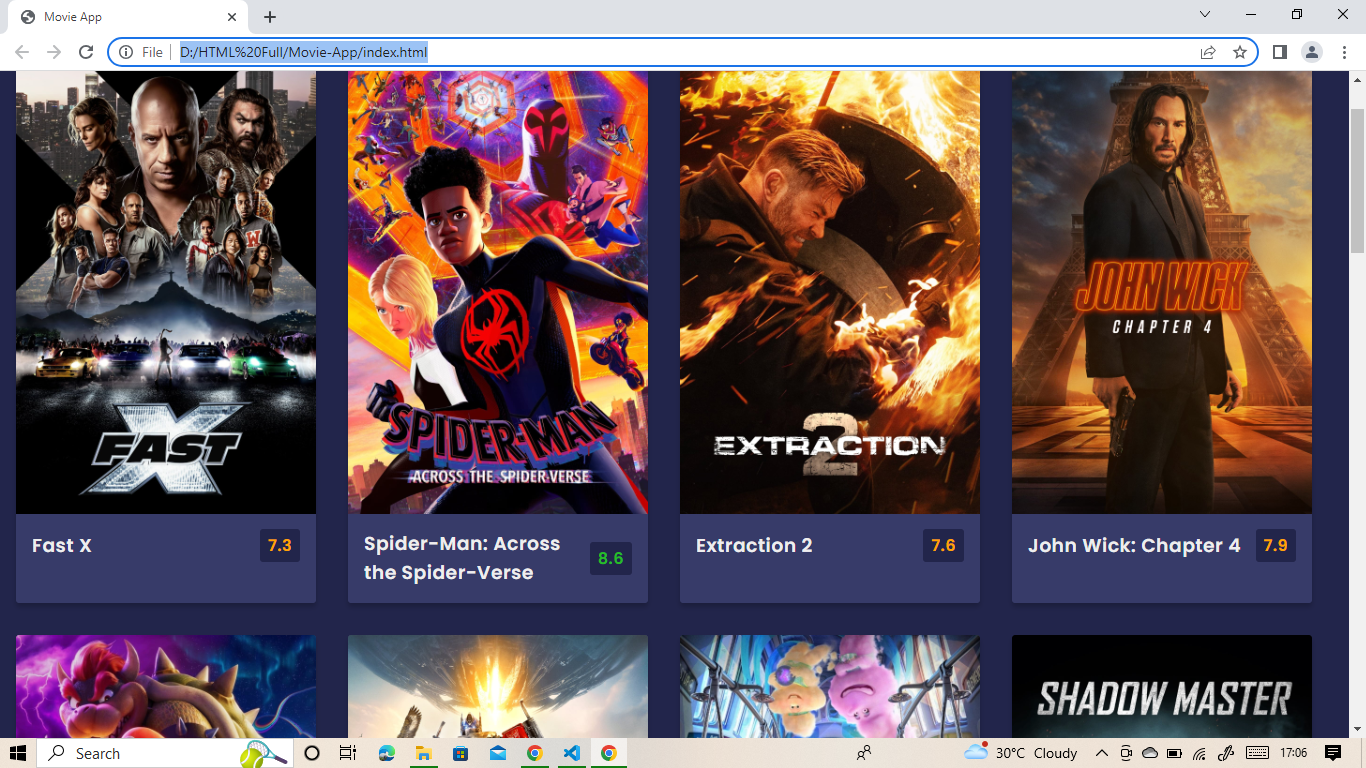 Movie App
File
D:/HTML%20Full/Movie-App/index.html
W
FAST X
SPIDER-MAN
ACROSS THE SPIDER-VERSE
EXTRACTION
2
JOHN WICK
CHAPTER 4
Fast X
7.3
Spider-Man: Across
the Spider-Verse
8.6
Extraction 2
7.6
John Wick: Chapter 4
7.9
SHADOW MASTER
Search
30°C Cloudy
17:06